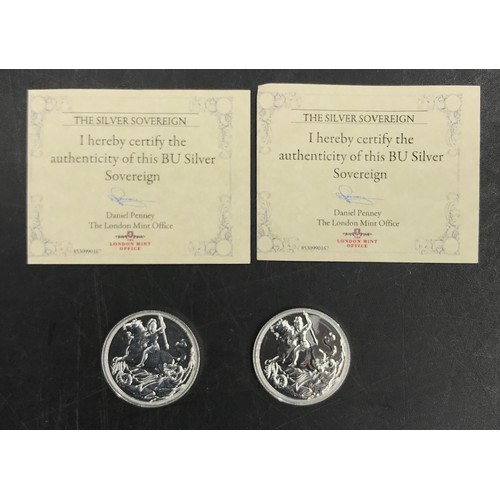 THE SILVER SOVEREIGN
I hereby certify the
authenticity of this BU Silver
Sovereign
Daniel Penney
The London Mint Office
LONDON MINT
OFFICE
THE SILVER SOVEREIGN
I hereby certify the
authenticity of this BU Silver
Sovereign
Daniel Penney
The London Mint Office
LONDON MINT
OFFICE